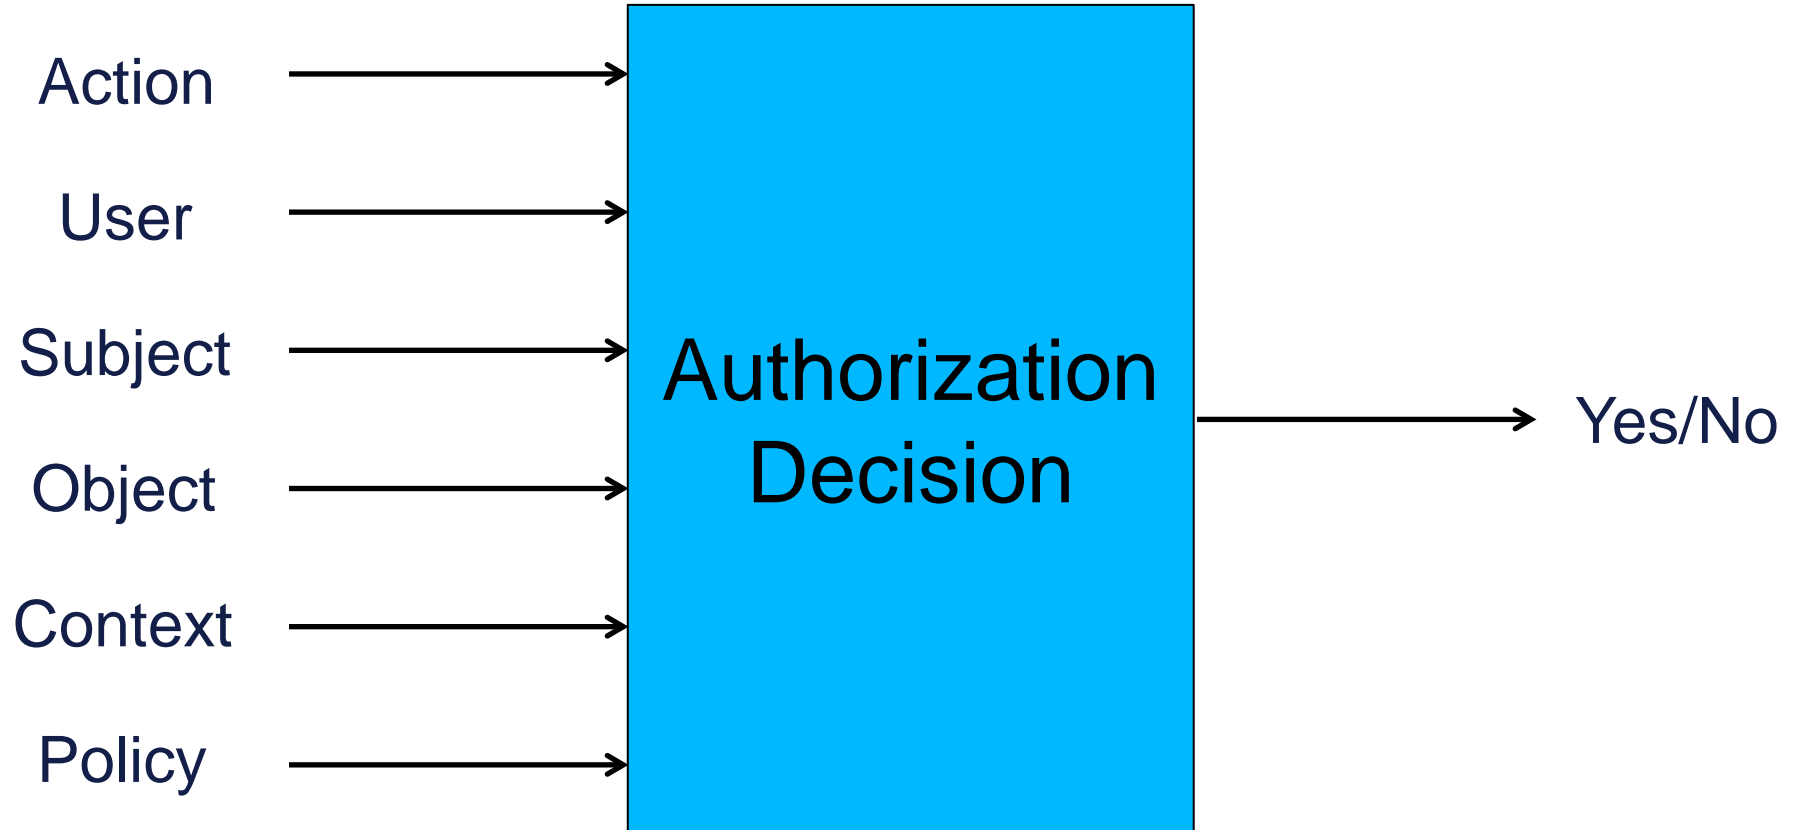 Action
User
Subject
Object
Context
Policy
Authorization
Decision
Yes/No